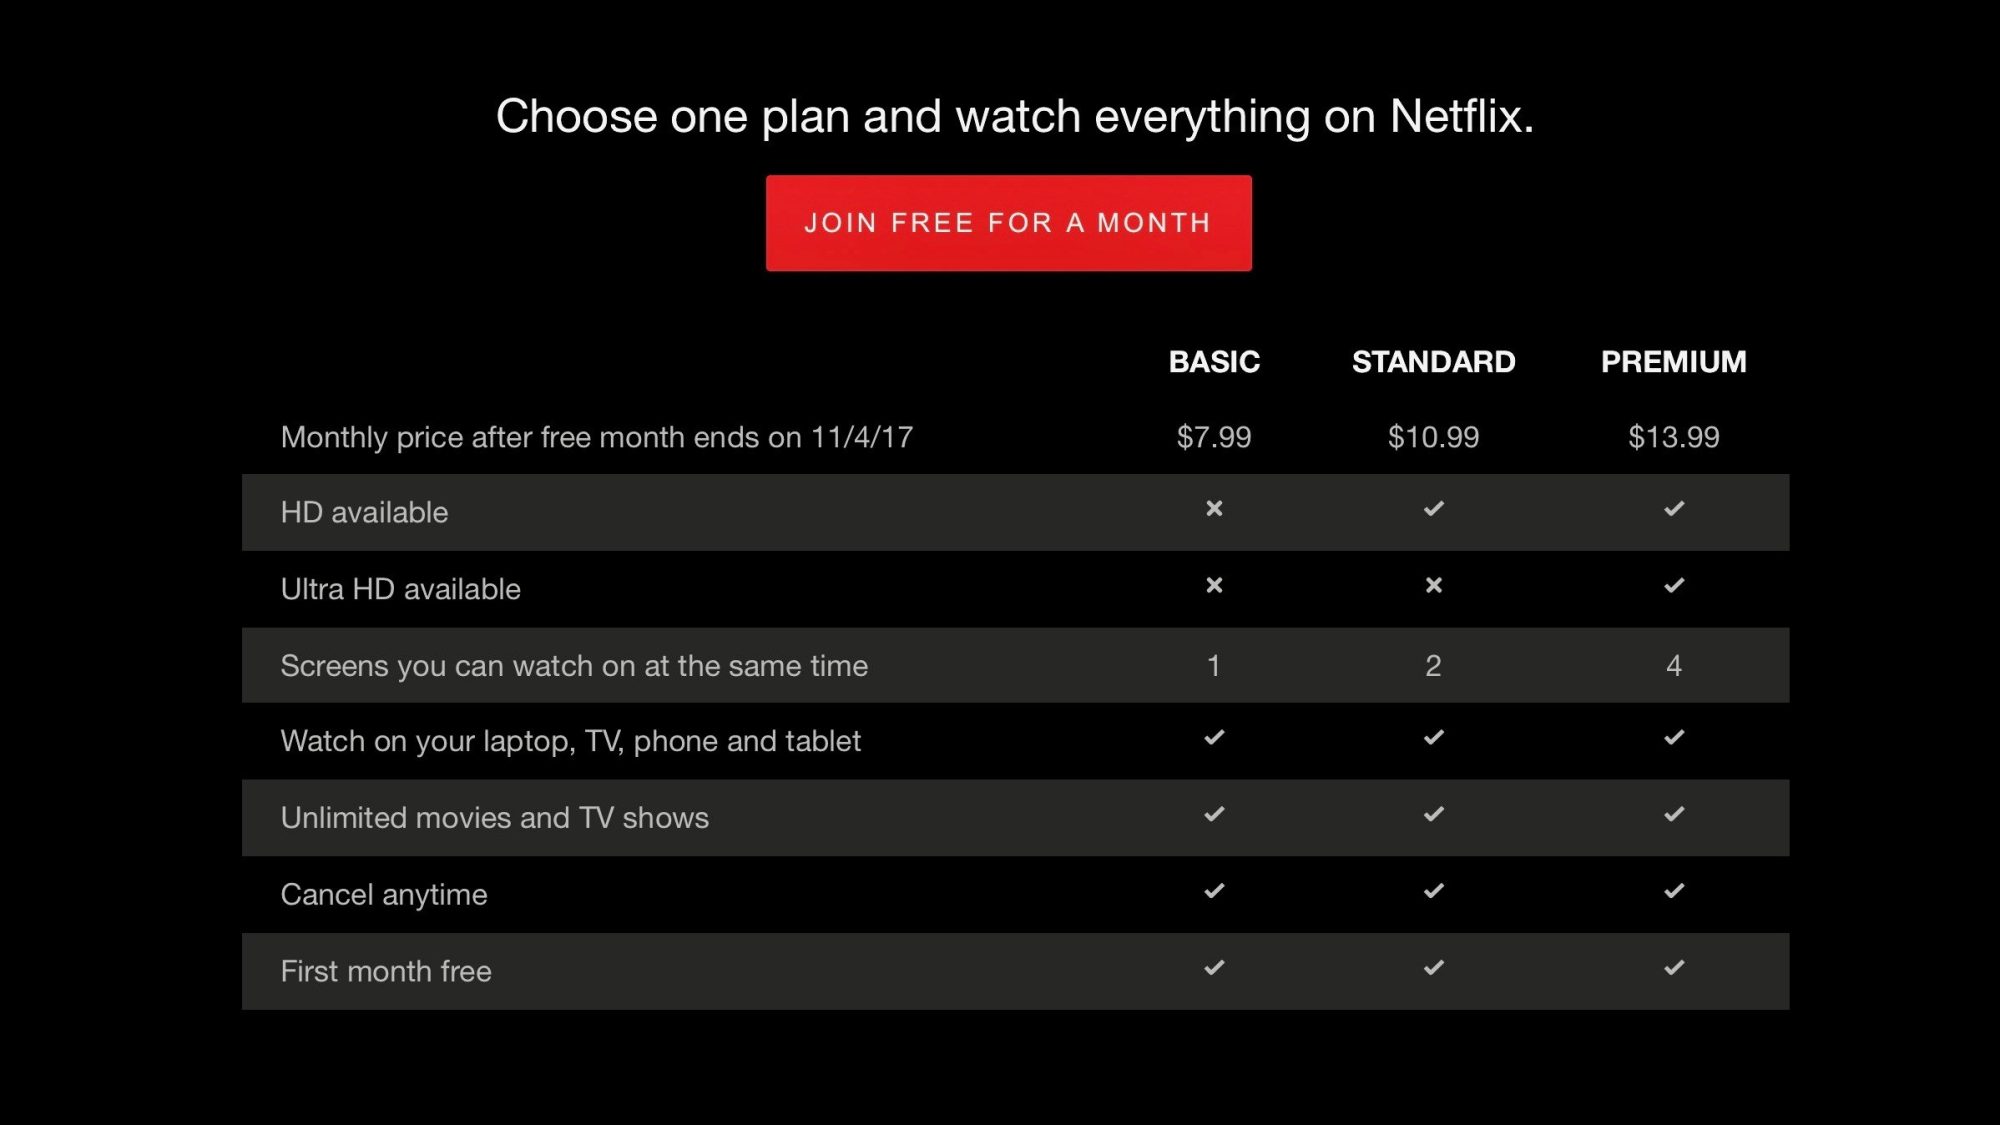 Choose one plan and watch everything on Netflix.
JOIN FREE FOR A MONTH
BASIC STANDARD PREMIUM
Monthly price after free month ends on 11/4/17 $7.99 $10.99 $13.99
HD available
Ultra HD available
Screens you can watch on at the same time 1 2 4
Watch on your laptop, TV, phone and tablet
Unlimited movies and TV shows
Cancel anytime
First month free